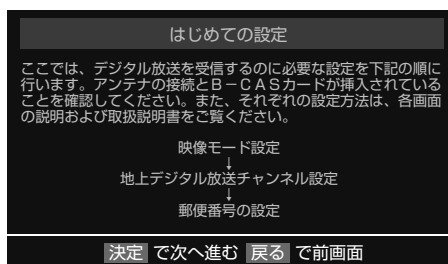 はじめての設定
ここでは、デジタル放送を受信するのに必要な設定を下記の順に
行います。アンテナの接続とB－CASカードが挿入されている
ことを確認してください。また、それぞれの設定方法は、各画面
の説明および取扱説明書をご覧ください。
映像モード設定
↓
地上デジタル放送チャンネル設定
↓
郵便番号の設定
決定 で次へ進む 戻る で前画面